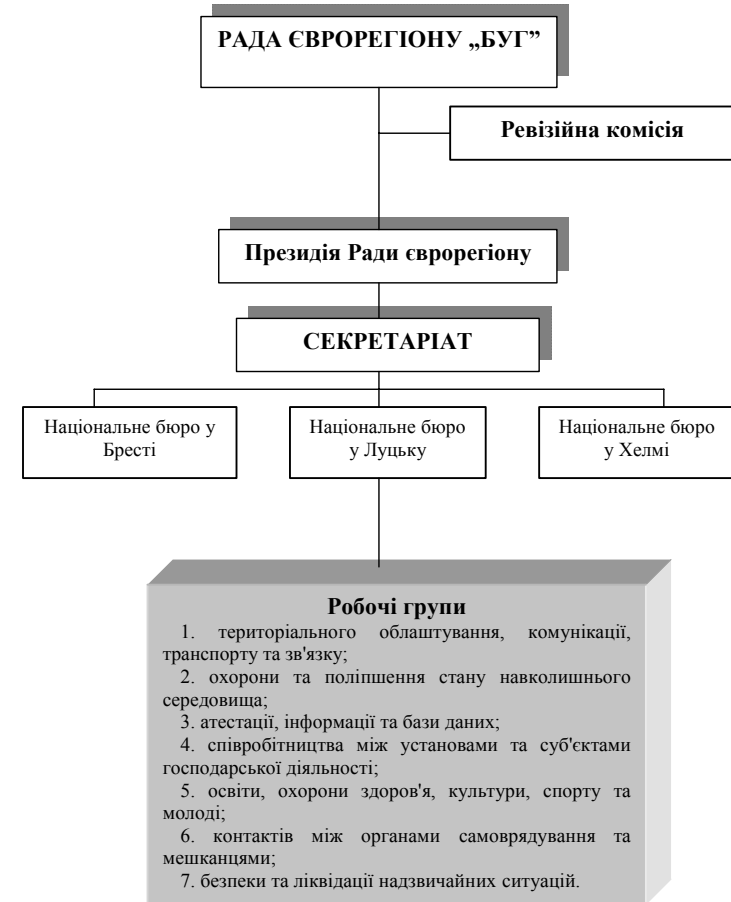 РАДА ЄВРОРЕГІОНУ „БУГ”
Ревізійна комісія
Президія Ради єврорегіону
СЕКРЕТАРІАТ
Національне бюро у
Бресті
Національне бюро
у Луцьку
Національне бюро
у Хелмі
Робочі групи
1. територіального облаштування, комунікації,
транспорту та зв'язку;
2. охорони та поліпшення стану навколишнього
середовища;
3. атестації, інформації та бази даних;
4. співробітництва між установами та суб'єктами
господарської діяльності;
5. освіти, охорони здоров'я, культури, спорту та
молоді;
6. контактів між органами самоврядування та
мешканцями;
7. безпеки та ліквідації надзвичайних ситуацій.